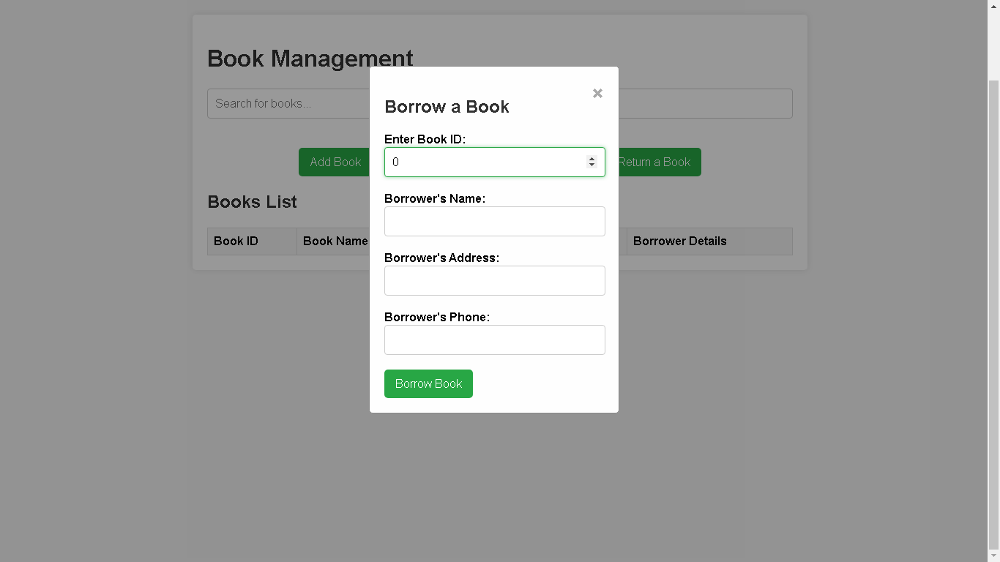 Book Management
Search for books...
Add Book
Return a Book
Books List
Book ID Book Name Borrower Details
×
Borrow a Book
Enter Book ID:
0
Borrower's Name:
Borrower's Address:
Borrower's Phone:
Borrow Book